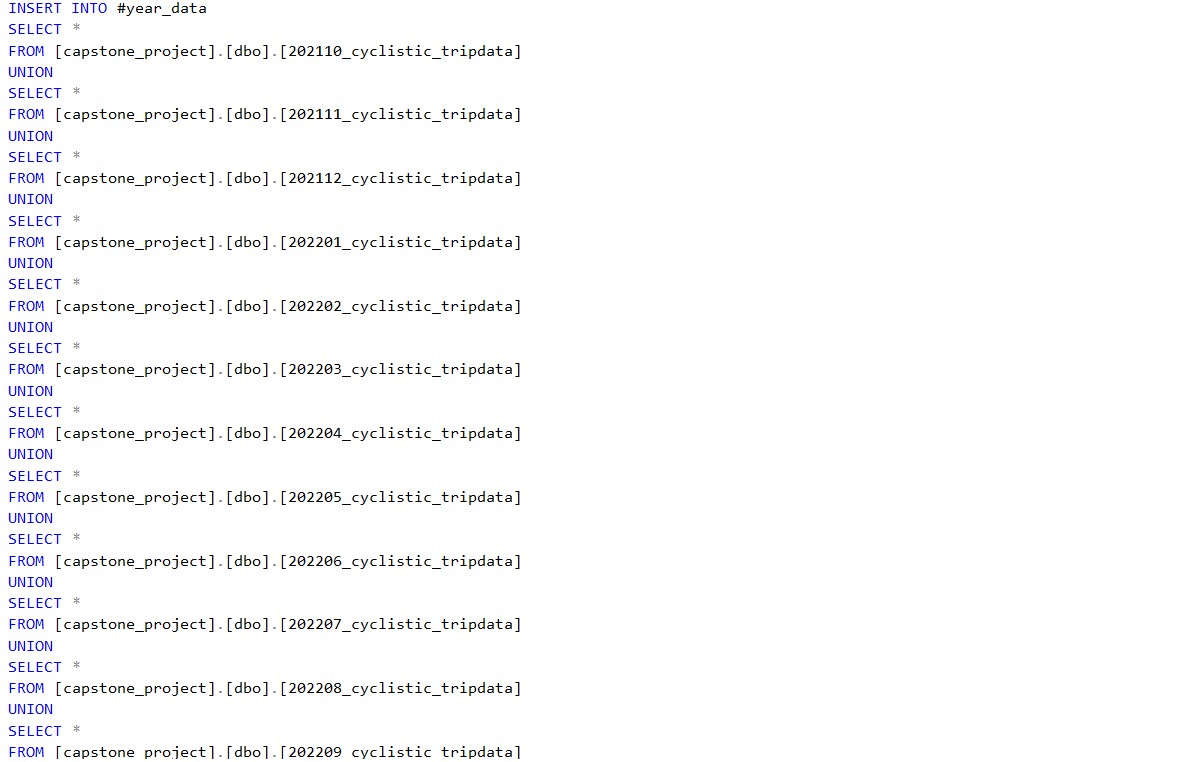 INSERT INTO #year_data
SELECT *
FROM [capstone_project].[dbo].[202110_cyclistic_tripdata]
UNION
SELECT *
FROM [capstone_project].[dbo].[202111_cyclistic_tripdata]
UNION
SELECT *
FROM [capstone_project].[dbo].[202112_cyclistic_tripdata]
UNION
SELECT *
FROM [capstone_project].[dbo].[202201_cyclistic_tripdata]
UNION
SELECT *
FROM [capstone_project].[dbo].[202202_cyclistic_tripdata]
UNION
SELECT *
FROM [capstone_project].[dbo].[202203_cyclistic_tripdata]
UNION
SELECT *
FROM [capstone_project].[dbo].[202204_cyclistic_tripdata]
UNION
SELECT *
FROM [capstone_project].[dbo].[202205_cyclistic_tripdata]
UNION
SELECT *
FROM [capstone_project].[dbo].[202206_cyclistic_tripdata]
UNION
SELECT *
FROM [capstone_project].[dbo].[202207_cyclistic_tripdata]
UNION
SELECT *
FROM [capstone_project].[dbo].[202208_cyclistic_tripdata]
UNION
SELECT *
FROM [capstone_project].[dbo].[202209_cyclistic_tripdata]